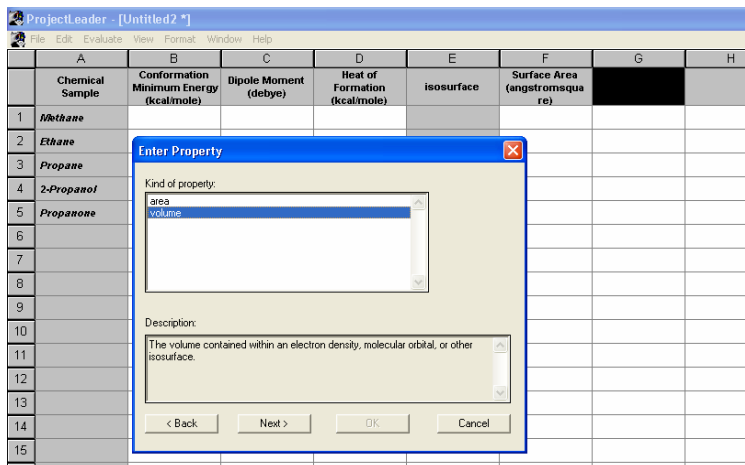 ProjectLeader - [Untitled2 *]
File Edit Evaluate View Format Window Help
A B C D E F G H
Chemical Sample
Conformation Minimum Energy (kcal/mole)
Dipole Moment (debye)
Heat of Formation (kcal/mole)
isosurface
Surface Area (angstromsqua re)
1 Methane
2 Ethane
3 Propane
4 2-Propanol
5 Propanone
6
7
8
9
10
11
12
13
14
15
Enter Property
Kind of property:
area
volume
Description:
The volume contained within an electron density, molecular orbital, or other
isosurface.
< Back Next > OK Cancel